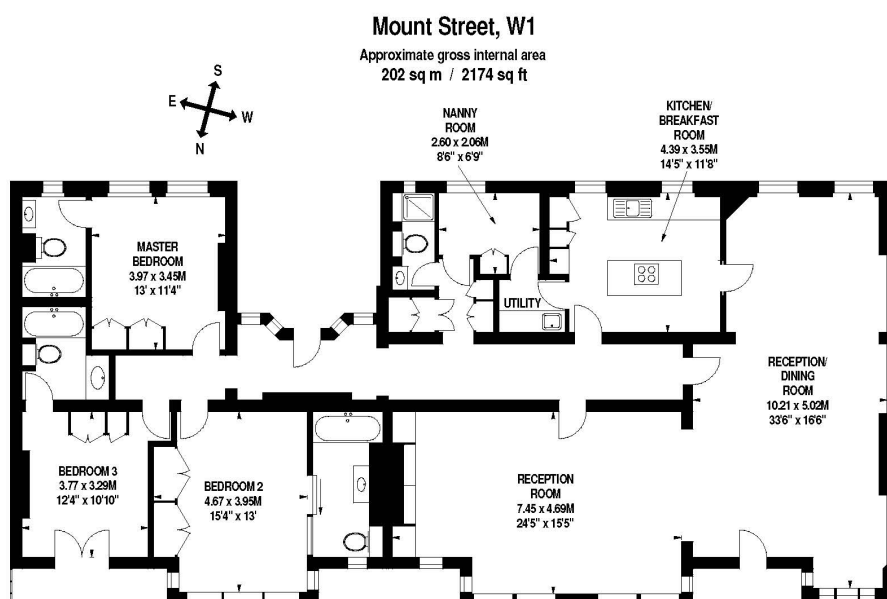 Mount Street, W1
Approximate gross internal area
202 sq m / 2174 sq ft
S
E
W
N
NANNY
ROOM
2.60 x 2.06M
8'6" x 6'9"
KITCHEN/
BREAKFAST
ROOM
4.39 x 3.55M
14'5" x 11'8"
MASTER
BEDROOM
3.97 x 3.45M
13' x 11'4"
UTILITY
RECEPTION/
DINING
ROOM
10.21 x 5.02M
33'6" x 16'6"
BEDROOM 3
3.77 x 3.29M
12'4" x 10'10"
BEDROOM 2
4.67 x 3.95M
15'4" x 13'
RECEPTION
ROOM
7.45 x 4.69M
24'5" x 15'5"